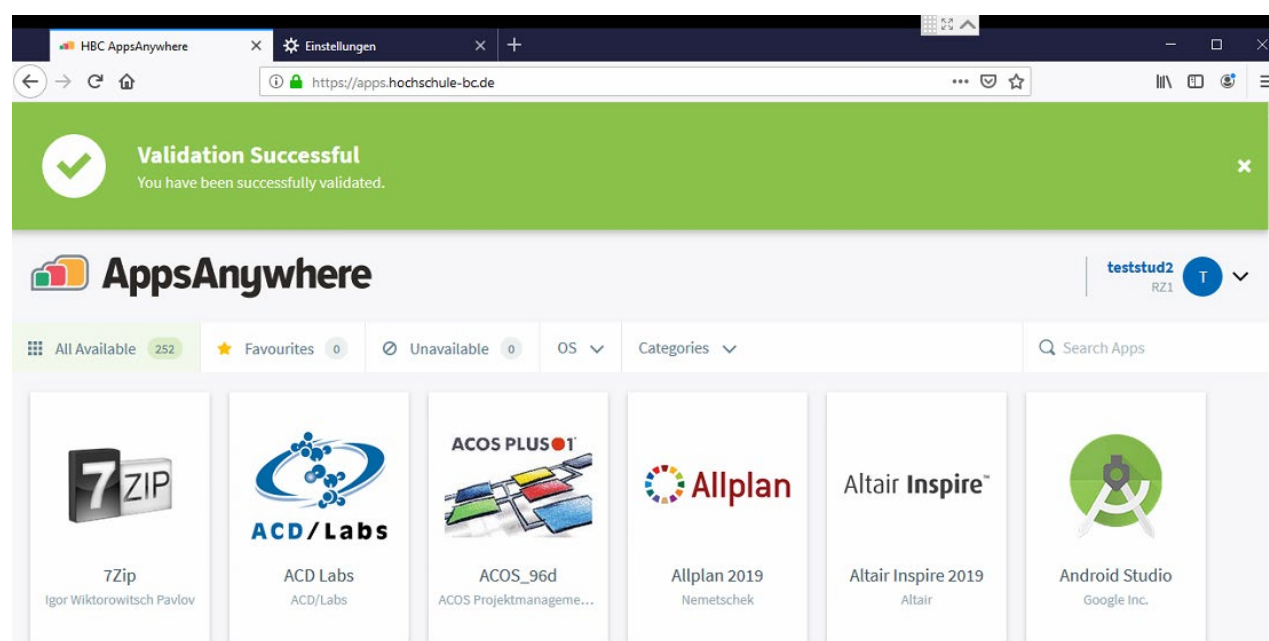 HBC AppsAnywhere
Einstellungen
https://apps.hochschule-bc.de
Validation Successful
You have been successfully validated.
AppsAnywhere
teststud2
RZ1
T
All Available 252
Favourites 0
Unavailable 0
OS
Categories
Search Apps
7 ZIP
ACD/Labs
ACOS PLUS 1
Allplan
Altair Inspire™
7Zip
Igor Wiktorowitsch Pavlov
ACD Labs
ACD/Labs
ACOS_96d
ACOS Projektmanageme...
Allplan 2019
Nemetschek
Altair Inspire 2019
Altair
Android Studio
Google Inc.